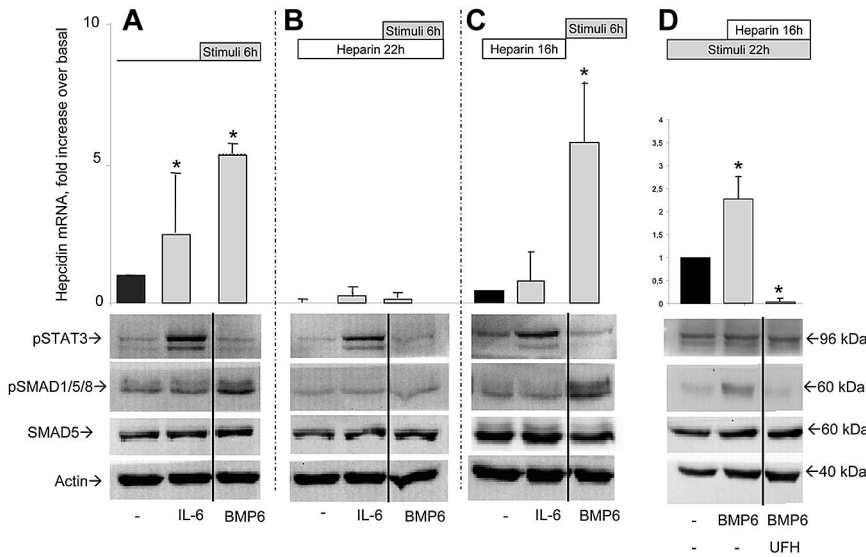 A
B
C
D
Stimuli 6h
Stimuli 6h
Heparin 22h
Stimuli 6h
Heparin 16h
Heparin 16h
Stimuli 22h
Hepcidin mRNA, fold increase over basal
10
5
0
*
*
*
4
3,5
3
2,5
2
1,5
1
0,5
0
*
*
pSTAT3→
←96 kDa
pSMAD1/5/8→
←60 kDa
SMAD5→
←60 kDa
Actin→
←40 kDa
- IL-6 BMP6
- IL-6 BMP6
- IL-6 BMP6
- BMP6 BMP6
- - UFH